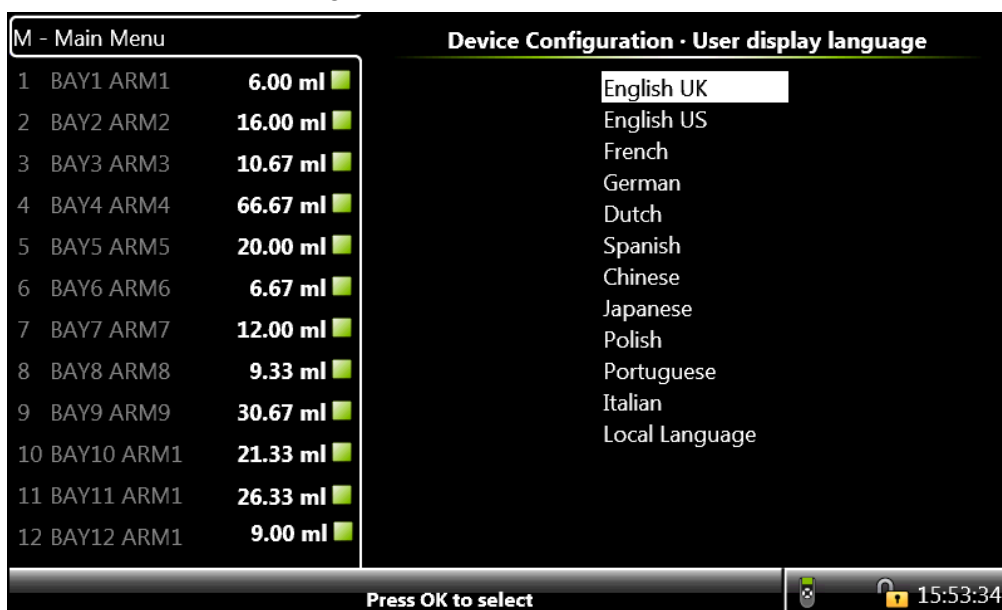 M - Main Menu
1 BAY1 ARM1 6.00 ml
2 BAY2 ARM2 16.00 ml
3 BAY3 ARM3 10.67 ml
4 BAY4 ARM4 66.67 ml
5 BAY5 ARM5 20.00 ml
6 BAY6 ARM6 6.67 ml
7 BAY7 ARM7 12.00 ml
8 BAY8 ARM8 9.33 ml
9 BAY9 ARM9 30.67 ml
10 BAY10 ARM1 21.33 ml
11 BAY11 ARM1 26.33 ml
12 BAY12 ARM1 9.00 ml
Device Configuration · User display language
English UK
English US
French
German
Dutch
Spanish
Chinese
Japanese
Polish
Portuguese
Italian
Local Language
Press OK to select
15:53:34